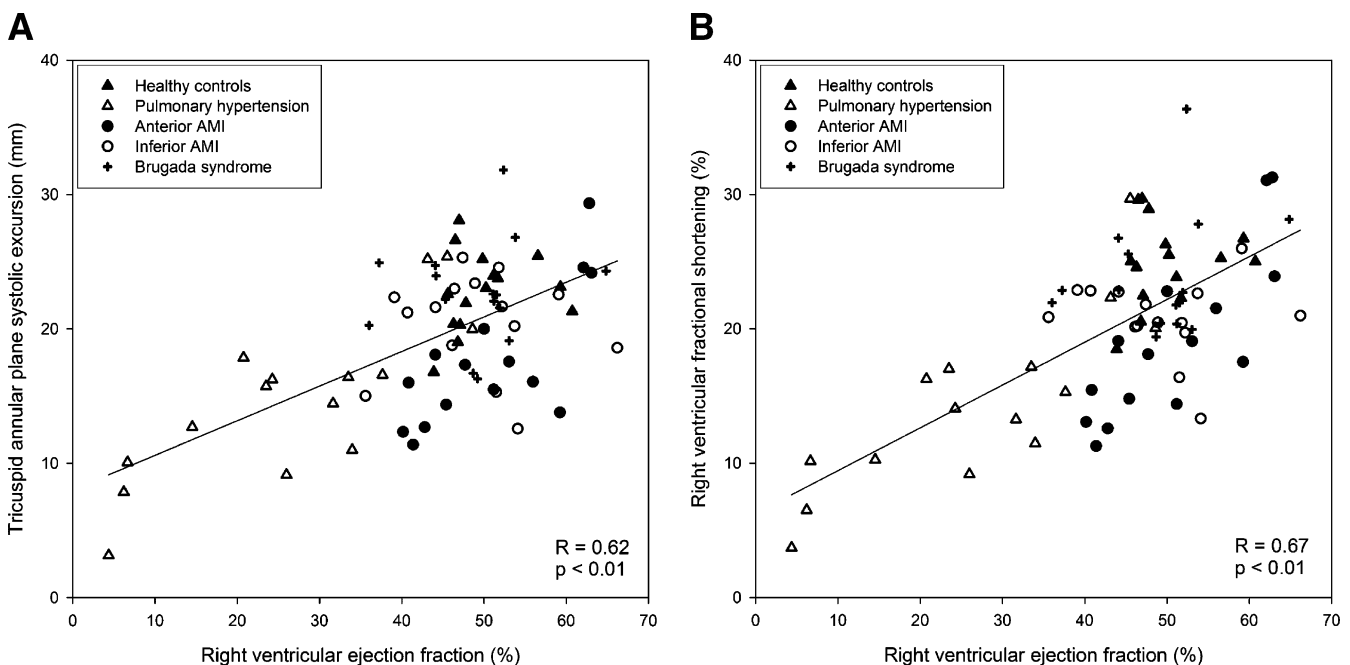 A
Tricuspid annular plane systolic excursion (mm)
40
30
20
10
0
Healthy controls
Pulmonary hypertension
Anterior AMI
Inferior AMI
Brugada syndrome
R = 0.62
p < 0.01
0 10 20 30 40 50 60 70
Right ventricular ejection fraction (%)
B
Right ventricular fractional shortening (%)
40
30
20
10
0
Healthy controls
Pulmonary hypertension
Anterior AMI
Inferior AMI
Brugada syndrome
R = 0.67
p < 0.01
0 10 20 30 40 50 60 70
Right ventricular ejection fraction (%)